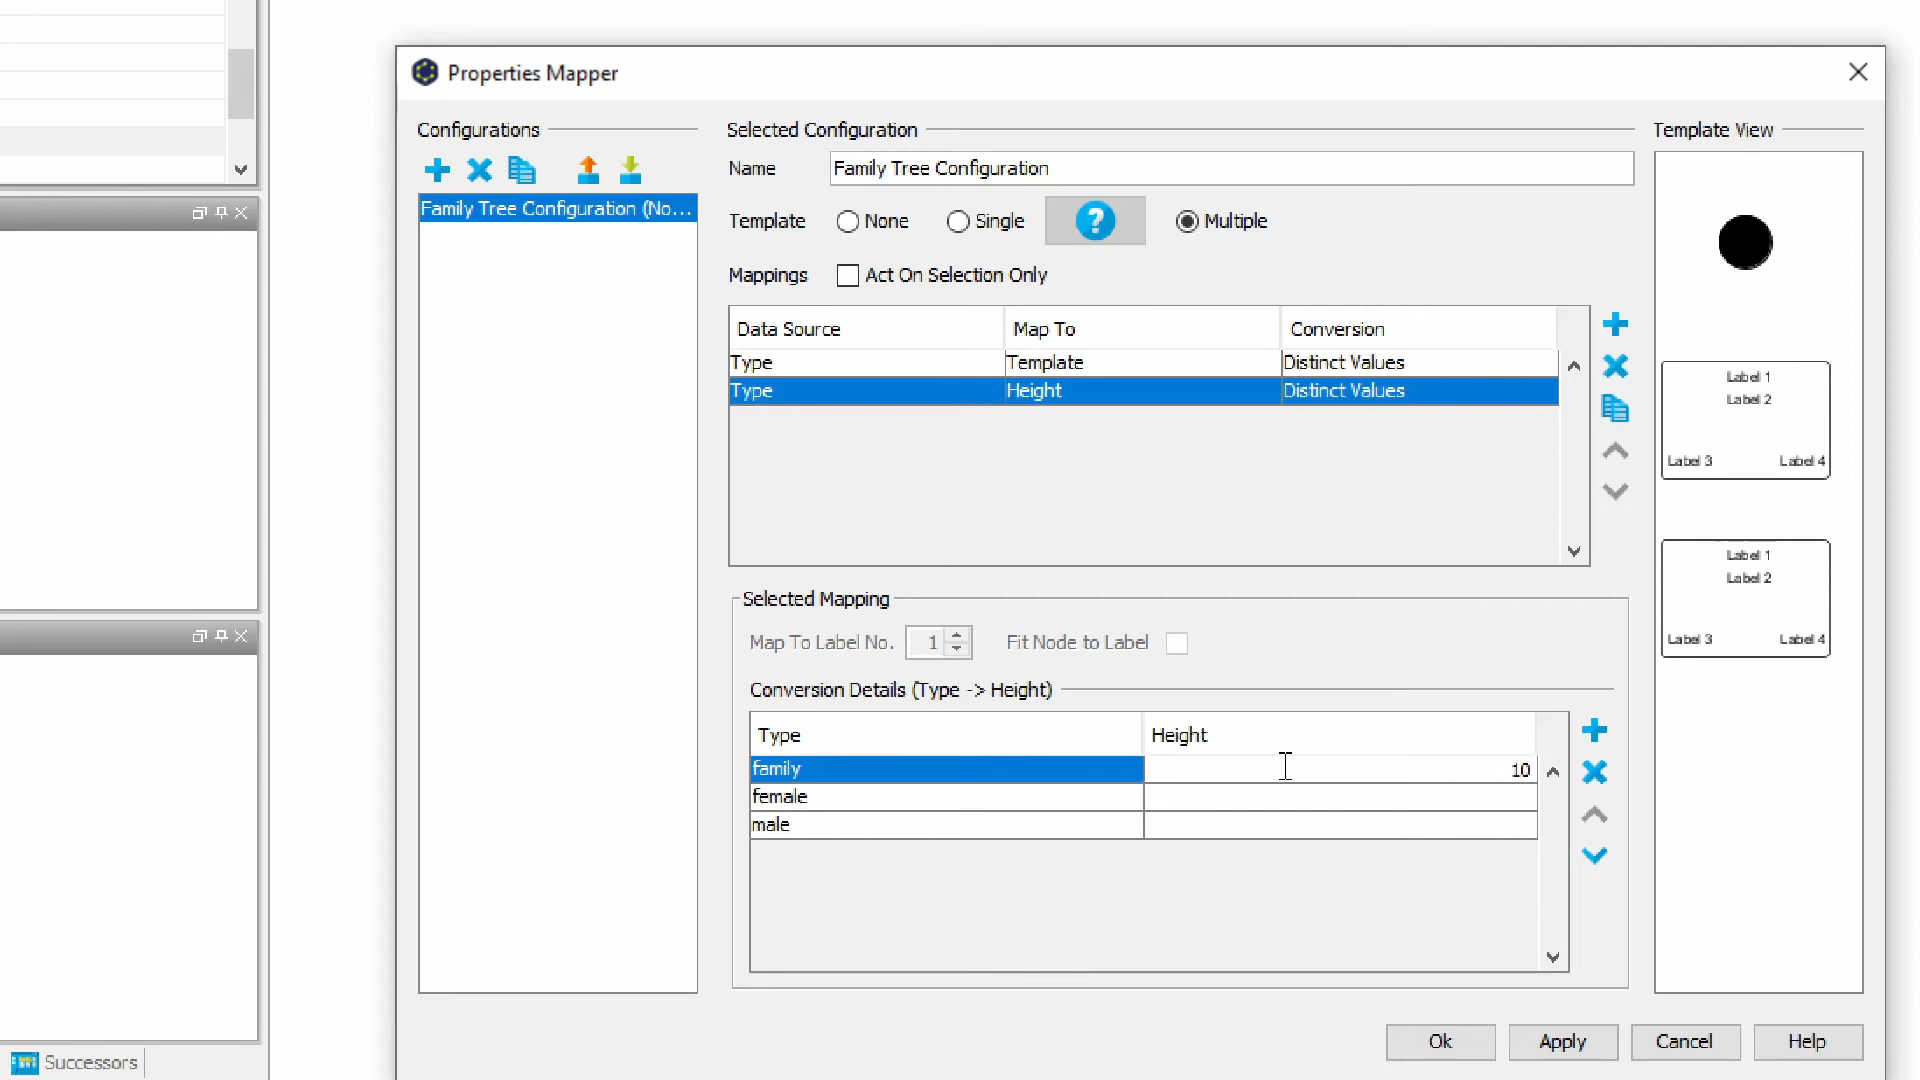 Properties Mapper
Configurations
Family Tree Configuration (No...
Selected Configuration
Name Family Tree Configuration
Template None Single ? Multiple
Mappings Act On Selection Only
Data Source Map To Conversion
Type Template Distinct Values
Type Height Distinct Values
Selected Mapping
Map To Label No. 1 Fit Node to Label
Conversion Details (Type -> Height)
Type Height
family 10
female
male
Template View
Label 1
Label 2
Label 3 Label 4
Label 1
Label 2
Label 3 Label 4
Ok Apply Cancel Help
Successors